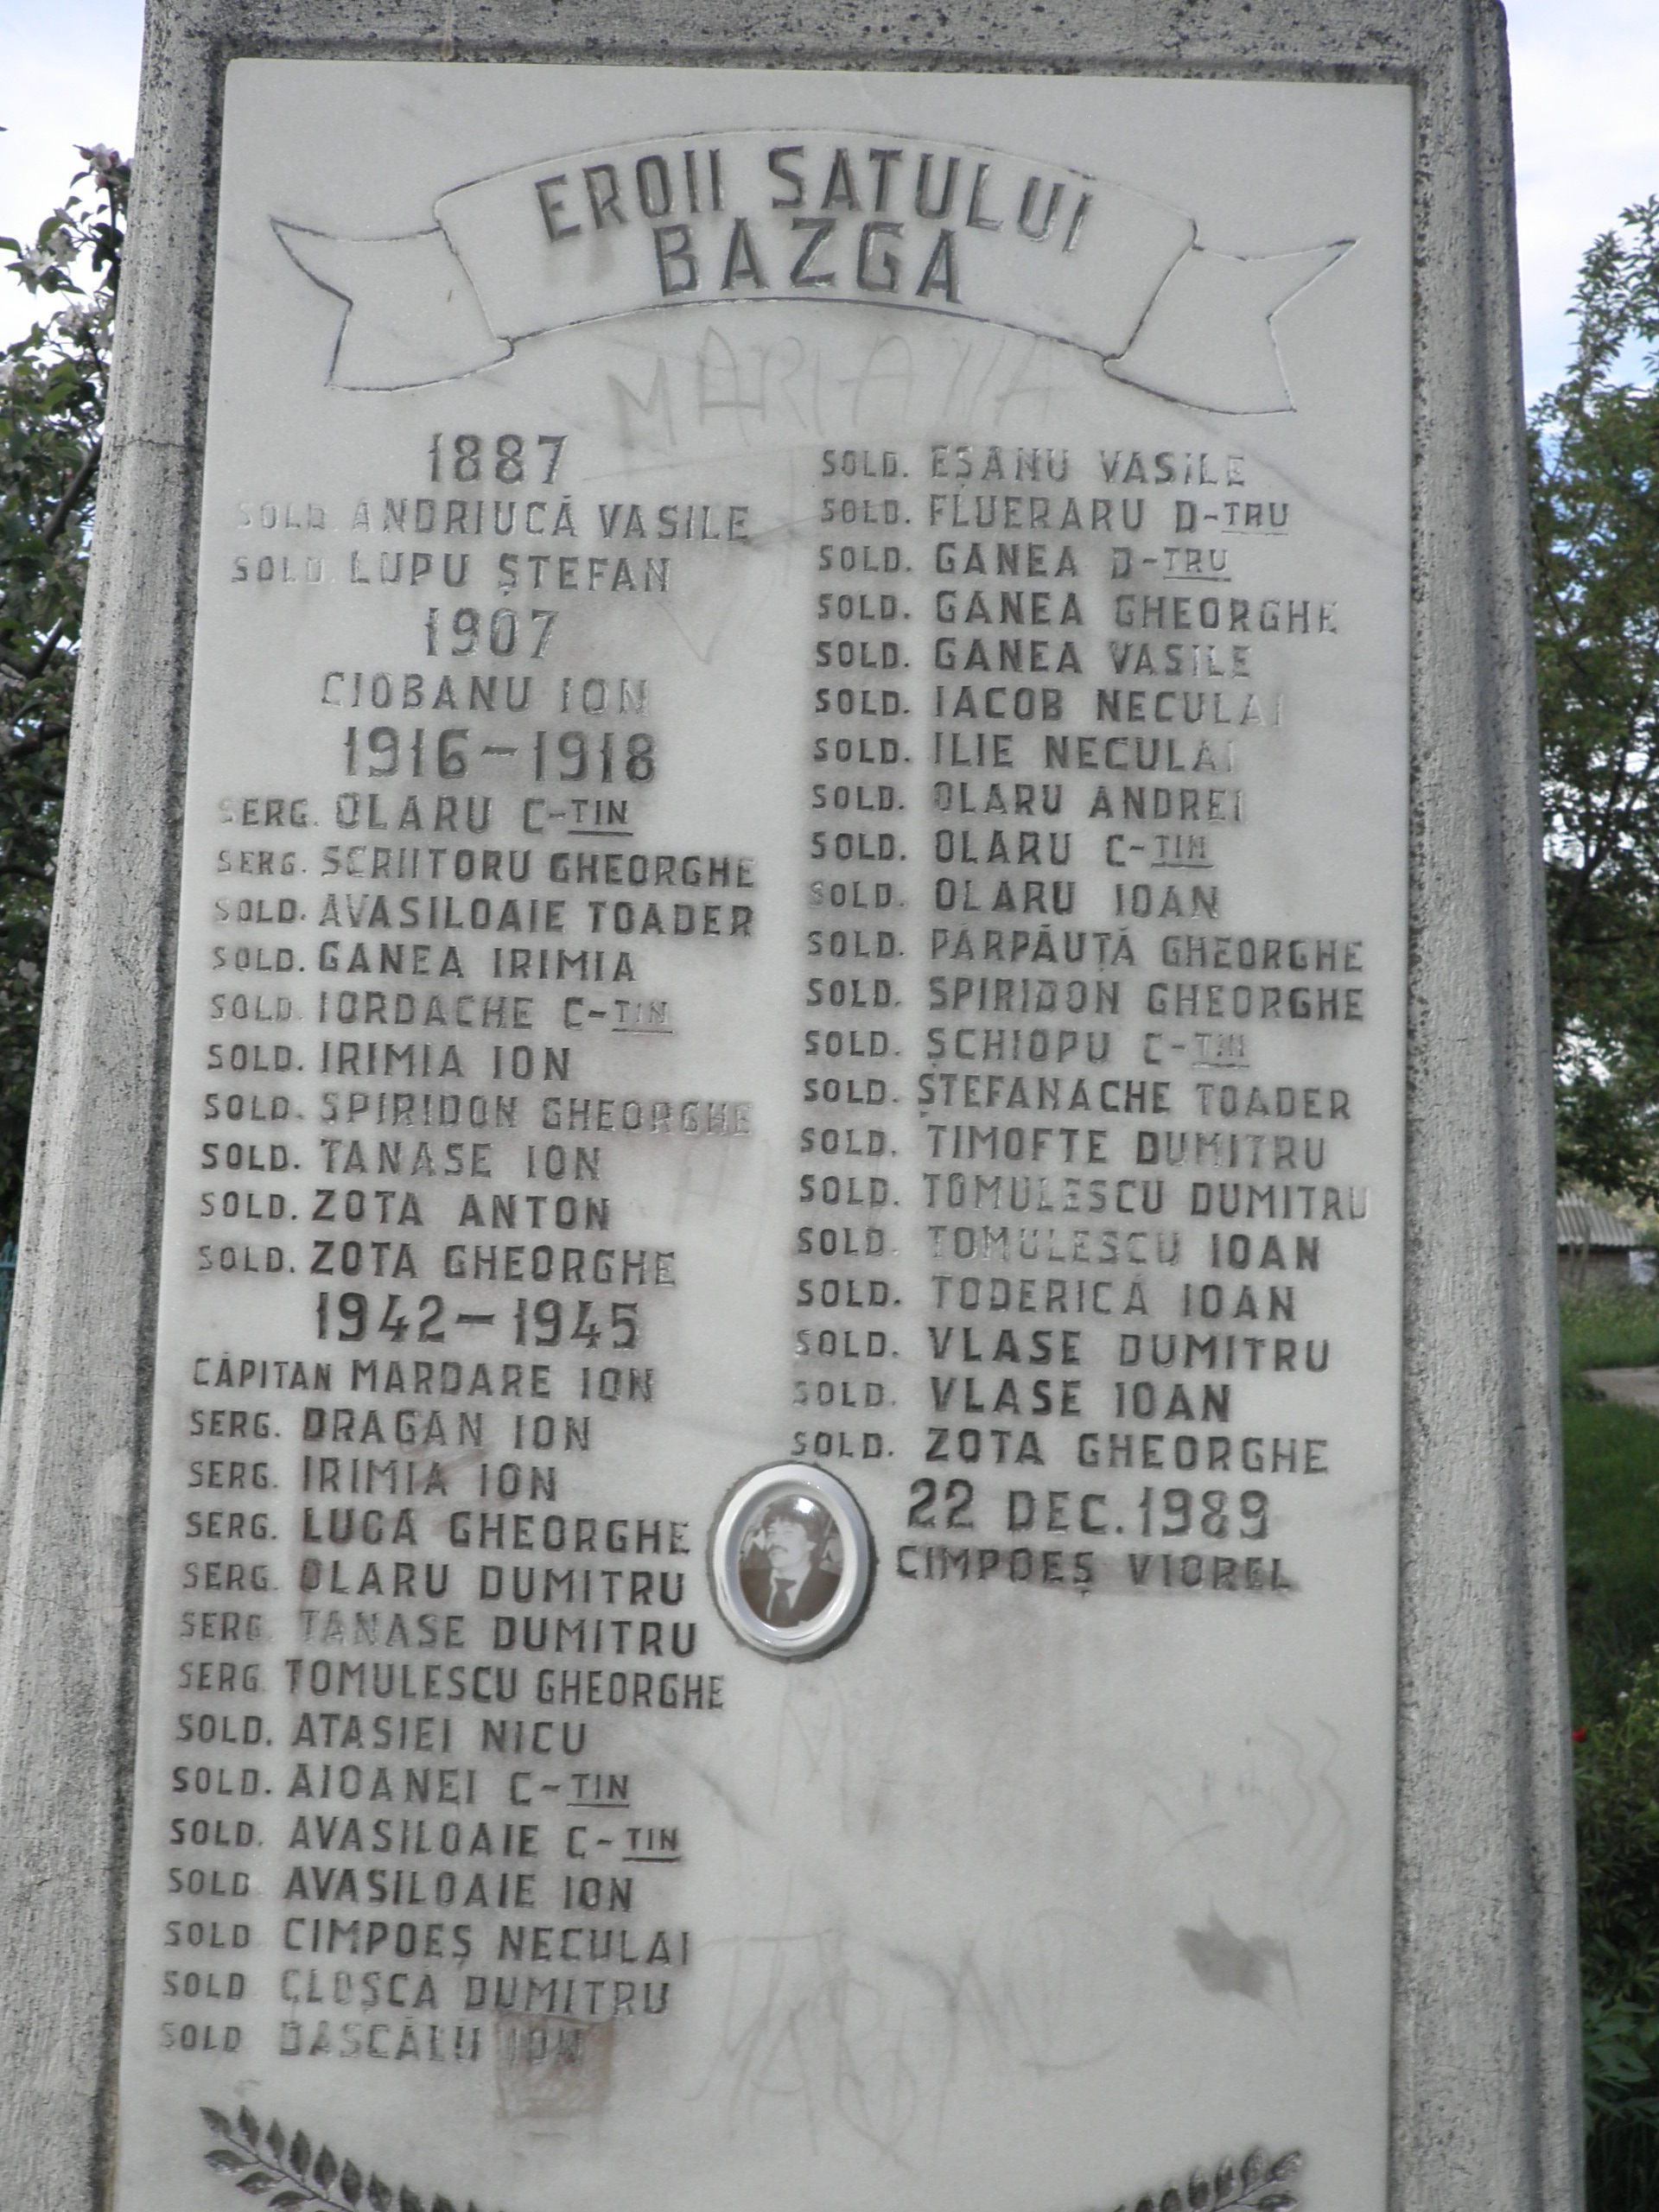 EROII SATULUI
BAZGA
MARIANA
1887
SOLD. ANDRIUCĂ VASILE
SOLD. LUPU ȘTEFAN
1907
CIOBANU ION
1916-1918
SERG. OLARU C-TIN
SERG. SCRIITORU GHEORGHE
SOLD. AVASILOAIE TOADER
SOLD. GANEA IRIMIA
SOLD. IORDACHE C-TIN
SOLD. IRIMIA ION
SOLD. SPIRIDON GHEORGHE
SOLD. TANASE ION
SOLD. ZOTA ANTON
SOLD. ZOTA GHEORGHE
1942-1945
CĂPITAN MARDARE ION
SERG. DRAGAN ION
SERG. IRIMIA ION
SERG. LUCA GHEORGHE
SERG. OLARU DUMITRU
SERG. TANASE DUMITRU
SERG. TOMULESCU GHEORGHE
SOLD. ATASIEI NICU
SOLD. AIOANEI C-TIN
SOLD. AVASILOAIE C-TIN
SOLD AVASILOAIE ION
SOLD CIMPOEȘ NECULAI
SOLD CLOȘCA DUMITRU
SOLD DASCĂLU ION
SOLD. EȘANU VASILE
SOLD. FLUERARU D-TRU
SOLD. GANEA D-TRU
SOLD. GANEA GHEORGHE
SOLD. GANEA VASILE
SOLD. IACOB NECULAI
SOLD. ILIE NECULAI
SOLD. OLARU ANDREI
SOLD. OLARU C-TIN
SOLD. OLARU IOAN
SOLD. PĂRPĂUȚĂ GHEORGHE
SOLD. SPIRIDON GHEORGHE
SOLD. ȘCHIOPU C-TIN
SOLD. ȘTEFANACHE TOADER
SOLD. TIMOFTE DUMITRU
SOLD. TOMULESCU DUMITRU
SOLD. TOMULESCU IOAN
SOLD. TODERICĂ IOAN
SOLD. VLASE DUMITRU
SOLD. VLASE IOAN
SOLD. ZOTA GHEORGHE
22 DEC. 1989
CIMPOEȘ VIOREL